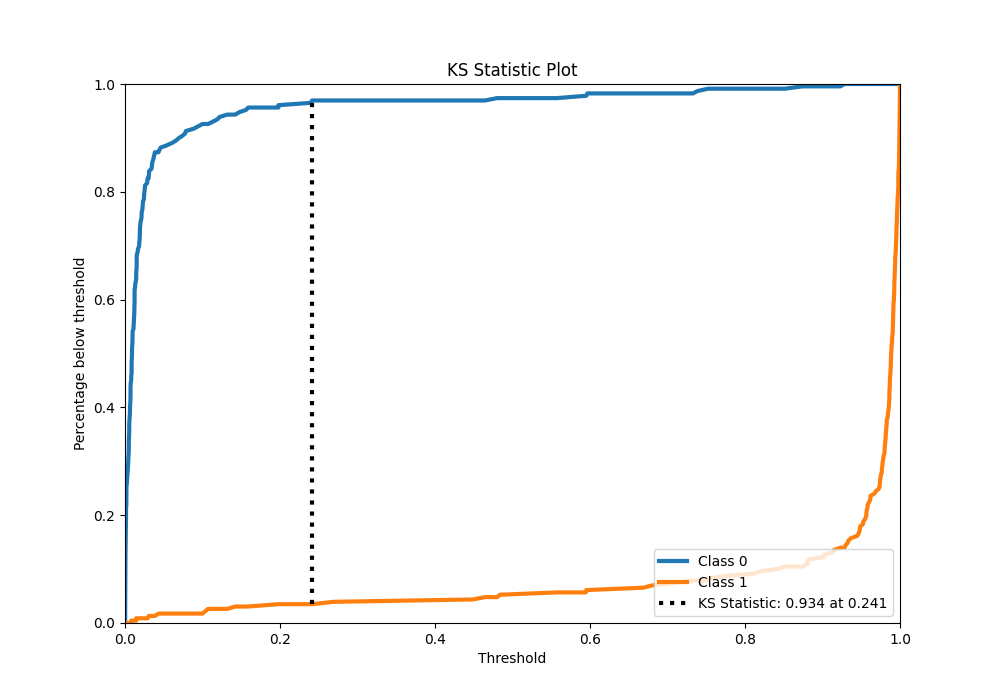 KS Statistic Plot
1.0
0.8
0.6
0.4
0.2
0.0
Percentage below threshold
0.0 0.2 0.4 0.6 0.8 1.0
Threshold
Class 0
Class 1
KS Statistic: 0.934 at 0.241